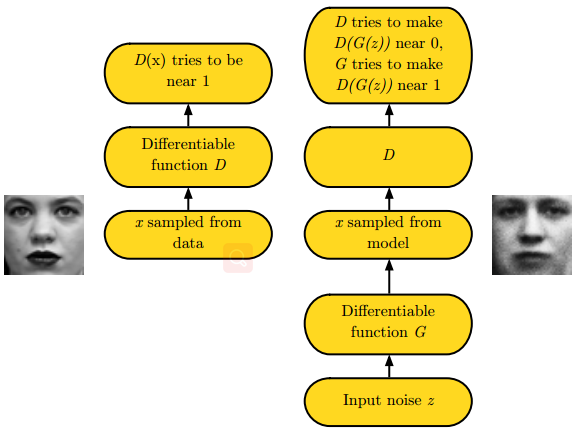 D(x) tries to be
near 1
Differentiable
function D
x sampled from
data
D tries to make
D(G(z)) near 0,
G tries to make
D(G(z)) near 1
D
x sampled from
model
Differentiable
function G
Input noise z